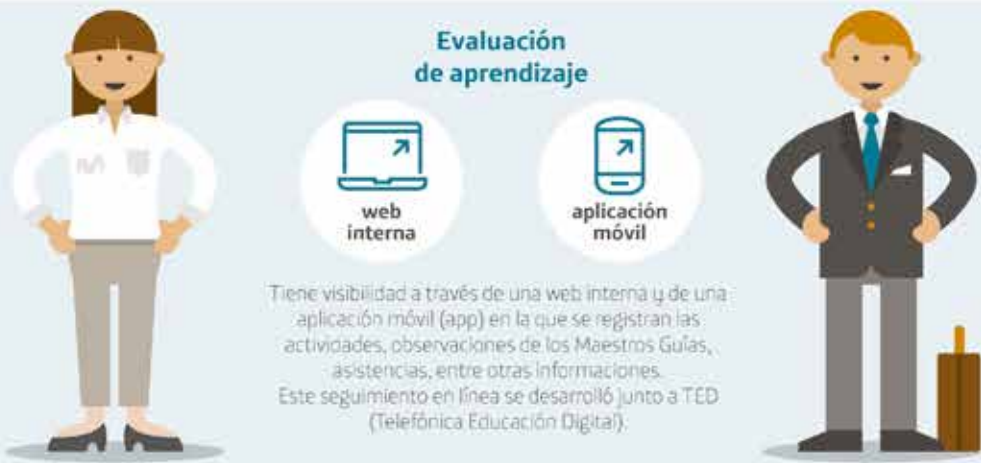 Evaluación
de aprendizaje
web
interna
aplicación
móvil
Tiene visibilidad a través de una web interna y de una
aplicación móvil (app) en la que se registran las
actividades, observaciones de los Maestros Guías,
asistencias, entre otras informaciones.
Este seguimiento en línea se desarrolló junto a TED
(Telefónica Educación Digital).